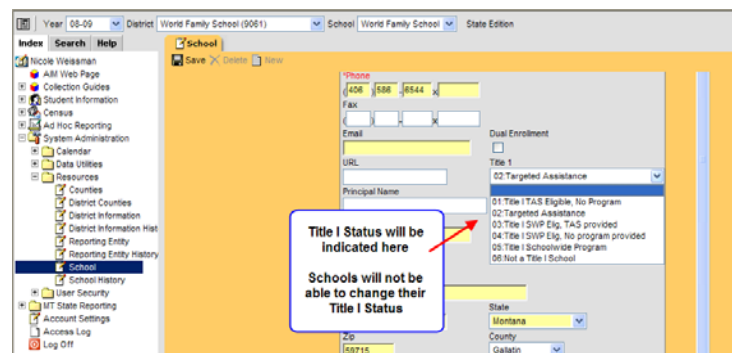 Year 08-09 District World Family School (9061) School World Family School State Edition
Index Search Help
School
Save Delete New
Nicole Weissman
AIM Web Page
Collection Guides
Student Information
Census
Ad Hoc Reporting
System Administration
Calendar
Data Utilities
Resources
Counties
District Counties
District Information
District Information Hist
Reporting Entity
Reporting Entity History
School
School History
User Security
MT State Reporting
Account Settings
Access Log
Log Off
*Phone
(406 )586 -6544 x
Fax
( ) - x
Email
Dual Enrollment
URL
Title 1
02:Targeted Assistance
Principal Name
01:Title I TAS Eligible, No Program
02:Targeted Assistance
03:Title I SWP Elig, TAS provided
04:Title I SWP Elig, No program provided
05:Title I Schoolwide Program
06:Not a Title I School
Title I Status will be
indicated here
Schools will not be
able to change their
Title I Status
State
Montana
Zip
County
59715
Gallatin